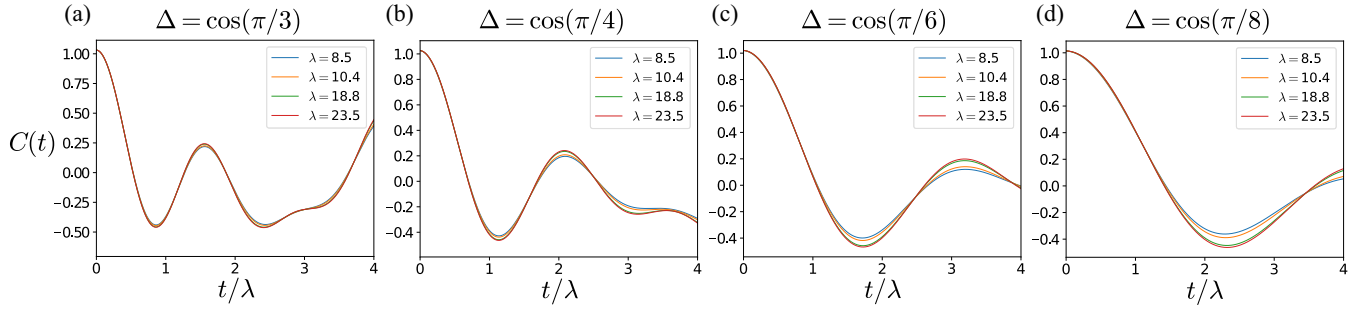 (a) Δ = cos(π/3)
1.00
0.75
0.50
0.25
0.00
−0.25
−0.50
C(t)
λ = 8.5
λ = 10.4
λ = 18.8
λ = 23.5
0 1 2 3 4
t/λ
(b) Δ = cos(π/4)
1.0
0.8
0.6
0.4
0.2
0.0
−0.2
−0.4
λ = 8.5
λ = 10.4
λ = 18.8
λ = 23.5
0 1 2 3 4
t/λ
(c) Δ = cos(π/6)
1.0
0.8
0.6
0.4
0.2
0.0
−0.2
−0.4
λ = 8.5
λ = 10.4
λ = 18.8
λ = 23.5
0 1 2 3 4
t/λ
(d) Δ = cos(π/8)
1.0
0.8
0.6
0.4
0.2
0.0
−0.2
−0.4
λ = 8.5
λ = 10.4
λ = 18.8
λ = 23.5
0 1 2 3 4
t/λ